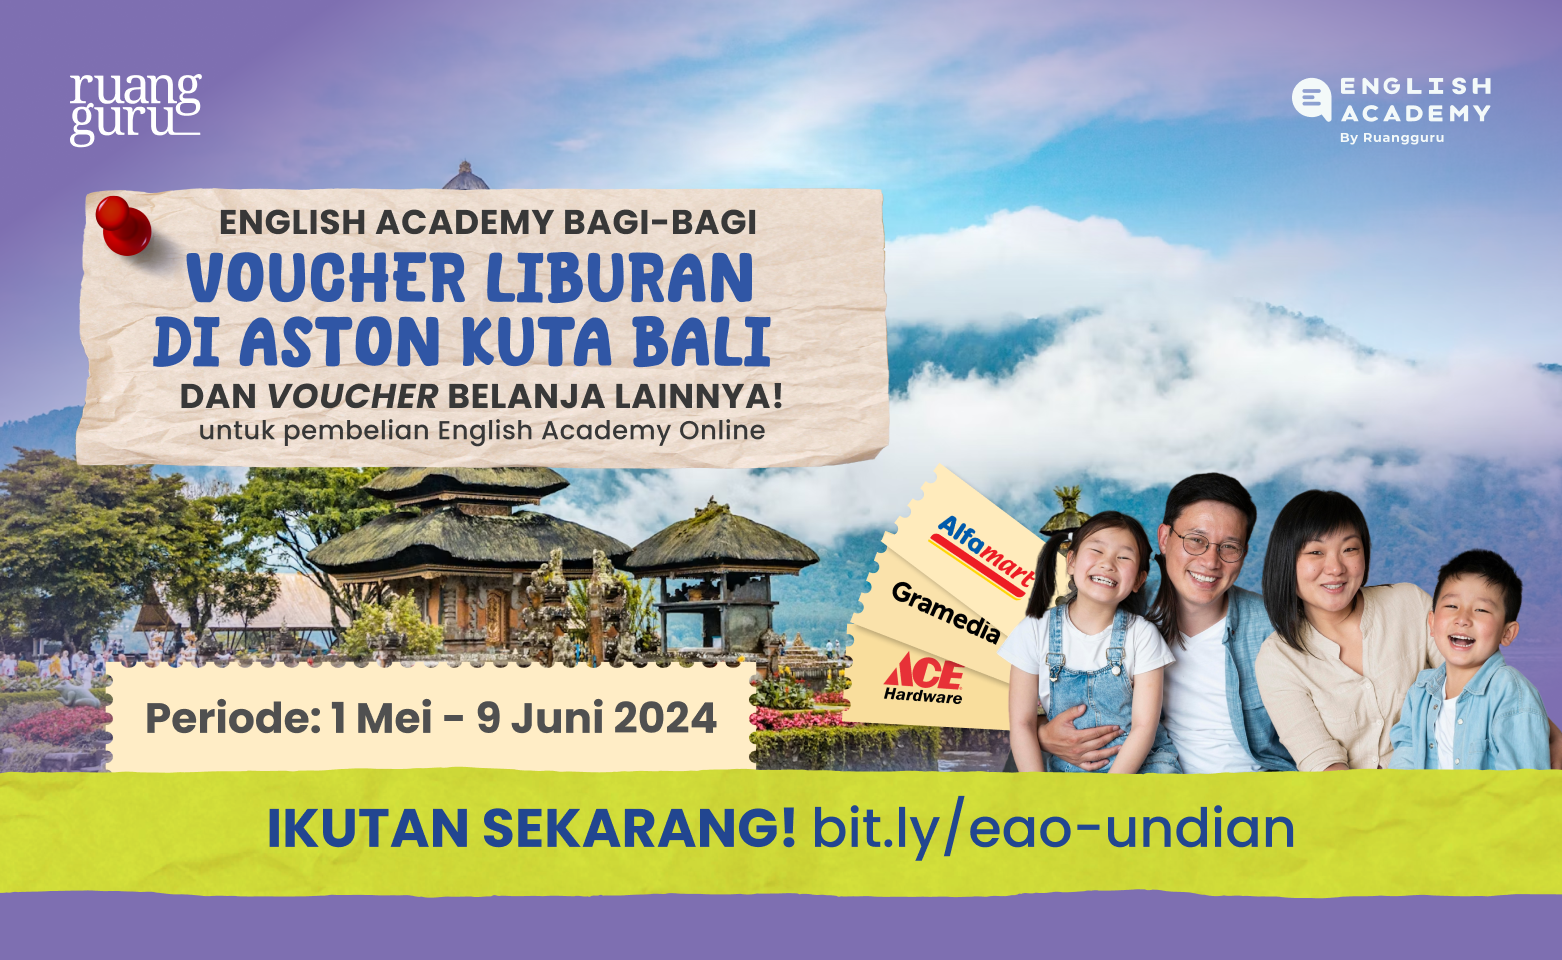 ruang
guru
ENGLISH
ACADEMY
By Ruangguru
ENGLISH ACADEMY BAGI-BAGI
VOUCHER LIBURAN
DI ASTON KUTA BALI
DAN VOUCHER BELANJA LAINNYA!
untuk pembelian English Academy Online
Alfamart
Gramedia
ACE
Hardware
Periode: 1 Mei - 9 Juni 2024
IKUTAN SEKARANG! bit.ly/eao-undian